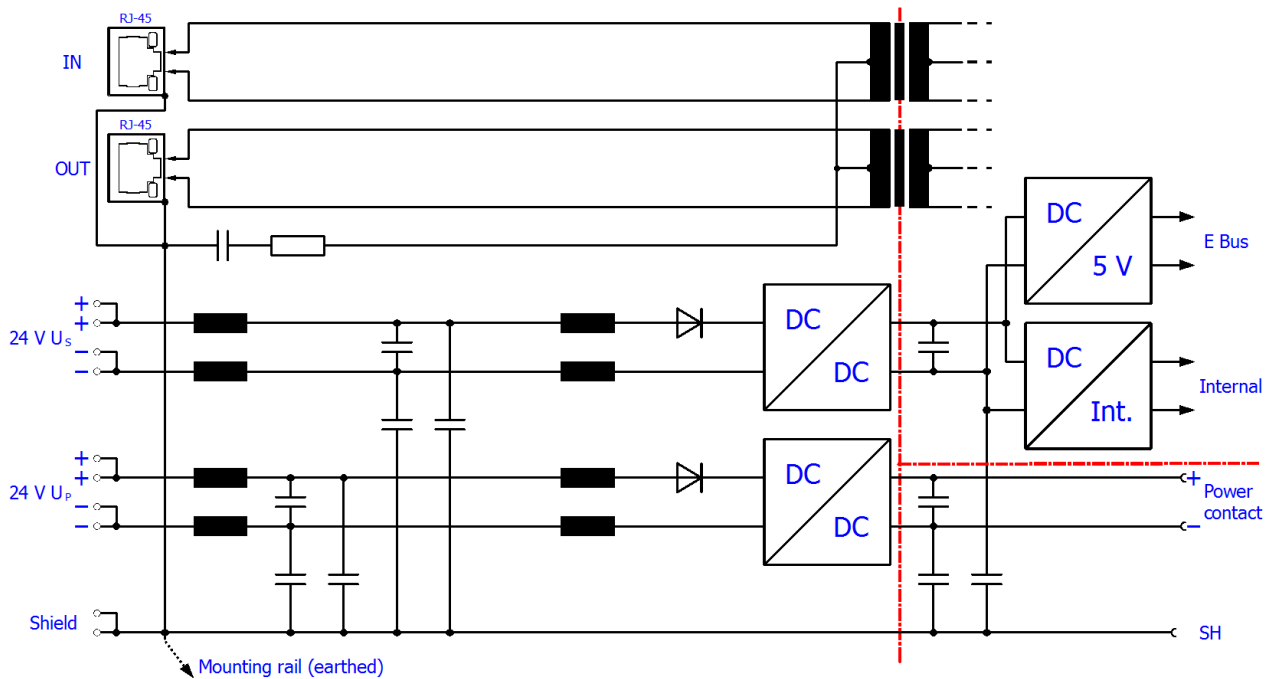 RJ-45
IN
RJ-45
OUT
DC
5 V
E Bus
+
+
24 V US
−
−
DC
DC
DC
Int.
Internal
+
+
24 V UP
−
−
DC
DC
+
Power
contact
−
Shield
SH
Mounting rail (earthed)